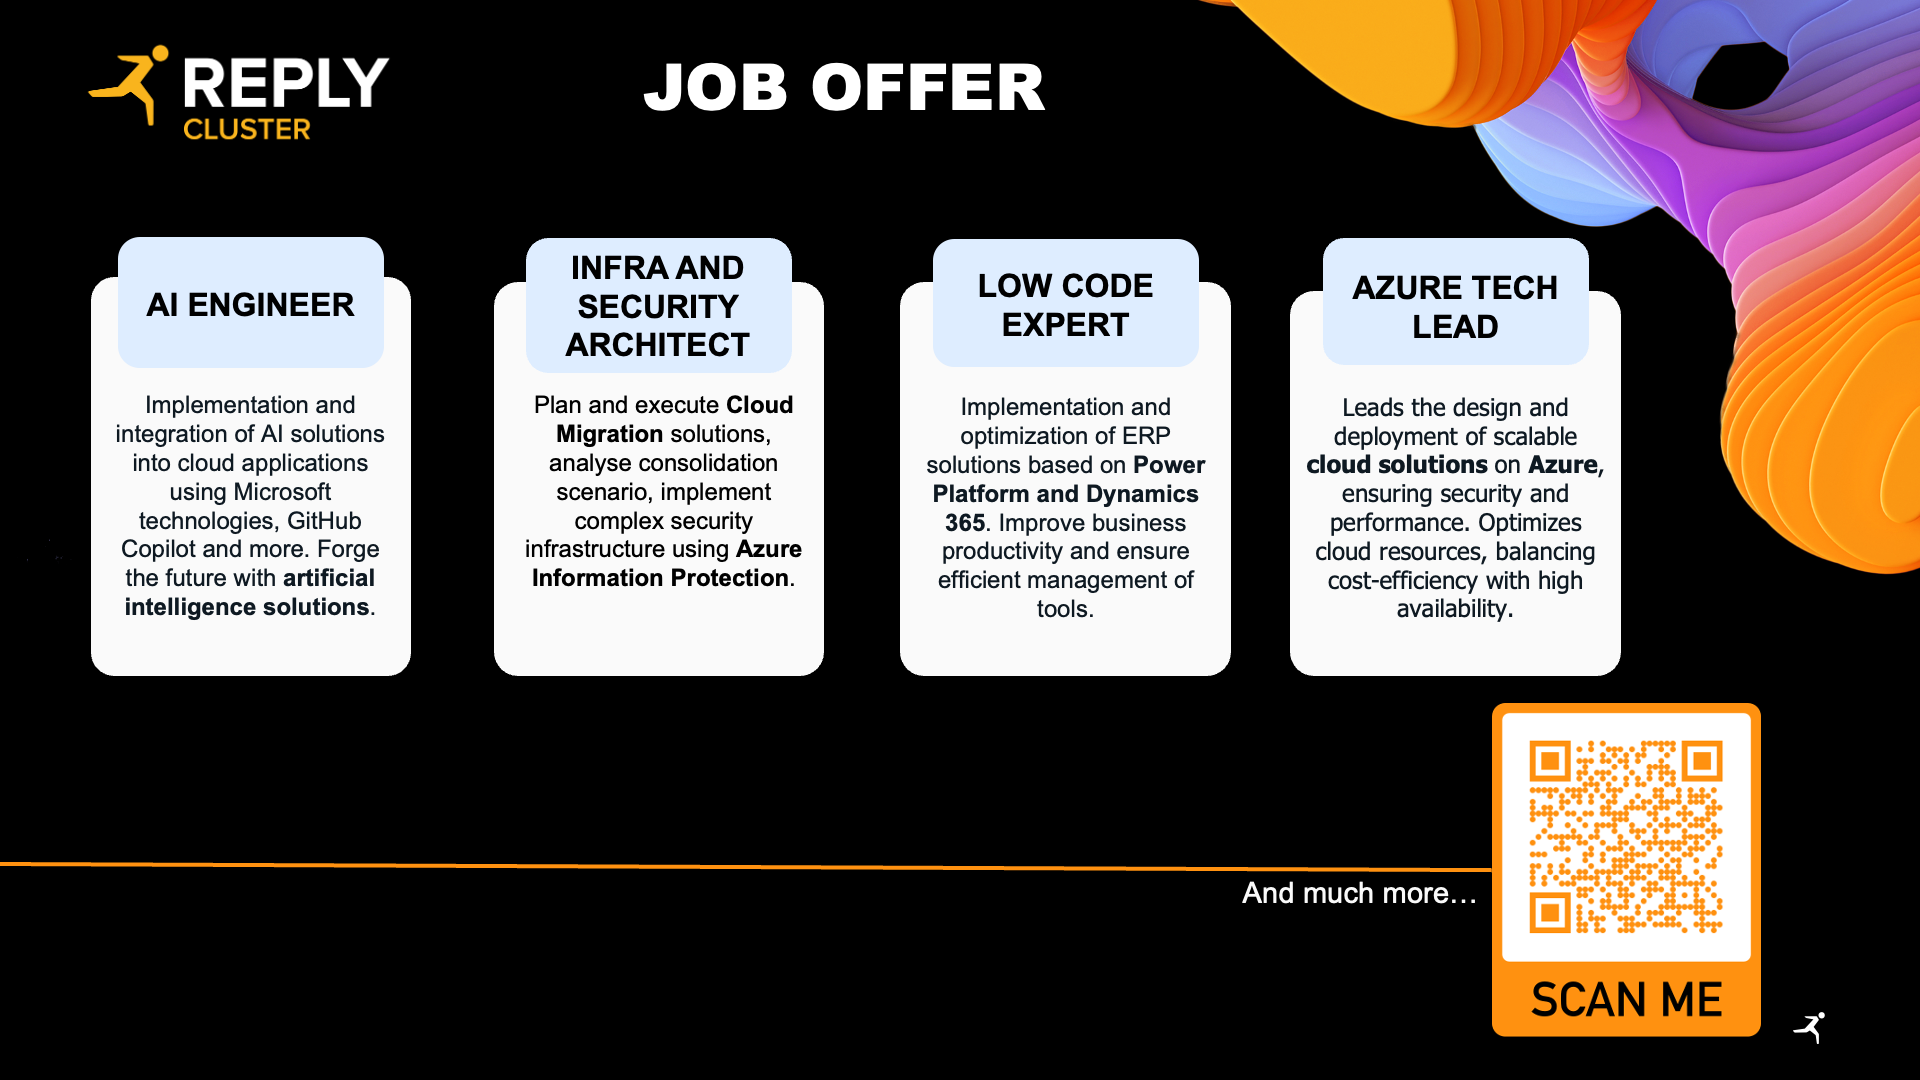 REPLY
CLUSTER
JOB OFFER
AI ENGINEER
Implementation and
integration of AI solutions
into cloud applications
using Microsoft
technologies, GitHub
Copilot and more. Forge
the future with artificial
intelligence solutions.
INFRA AND
SECURITY
ARCHITECT
Plan and execute Cloud
Migration solutions,
analyse consolidation
scenario, implement
complex security
infrastructure using Azure
Information Protection.
LOW CODE
EXPERT
Implementation and
optimization of ERP
solutions based on Power
Platform and Dynamics
365. Improve business
productivity and ensure
efficient management of
tools.
AZURE TECH
LEAD
Leads the design and
deployment of scalable
cloud solutions on Azure,
ensuring security and
performance. Optimizes
cloud resources, balancing
cost-efficiency with high
availability.
And much more…
SCAN ME